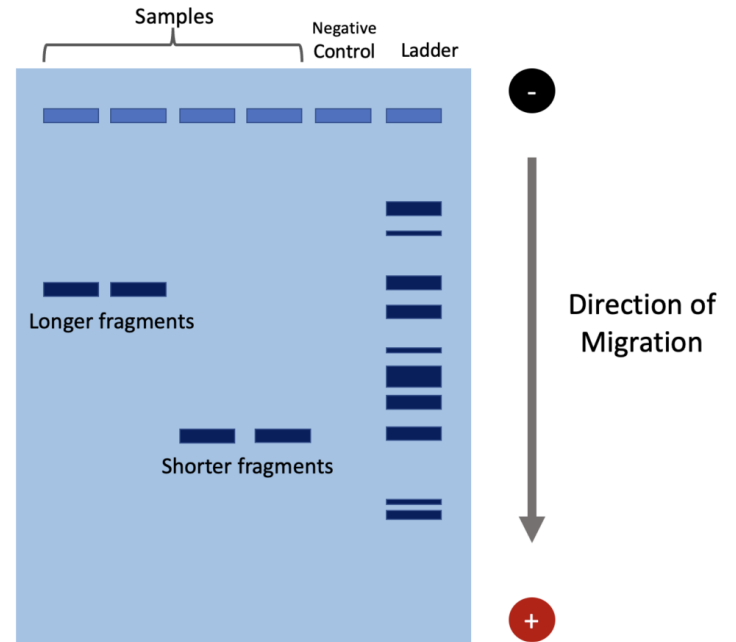 Samples
Negative
Control
Ladder
-
Longer fragments
Direction of
Migration
Shorter fragments
+